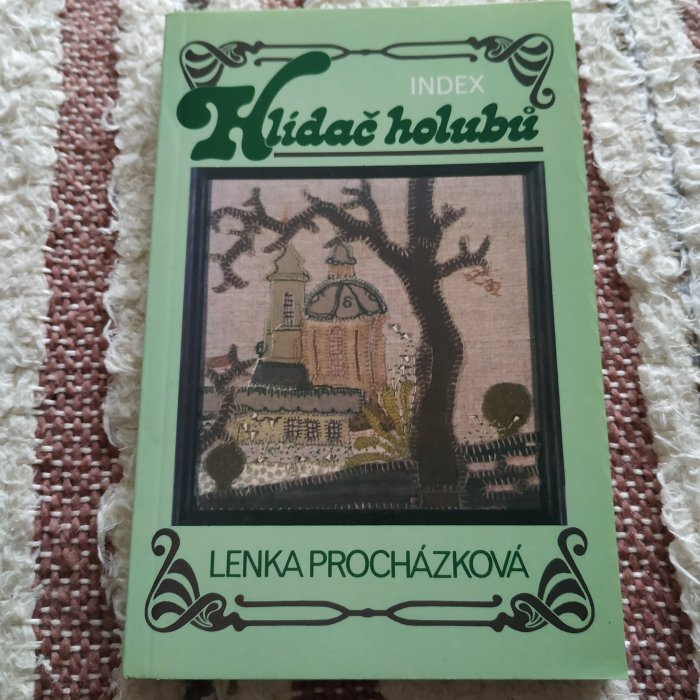 INDEX
Hlídač holubů
LENKA PROCHÁZKOVÁ